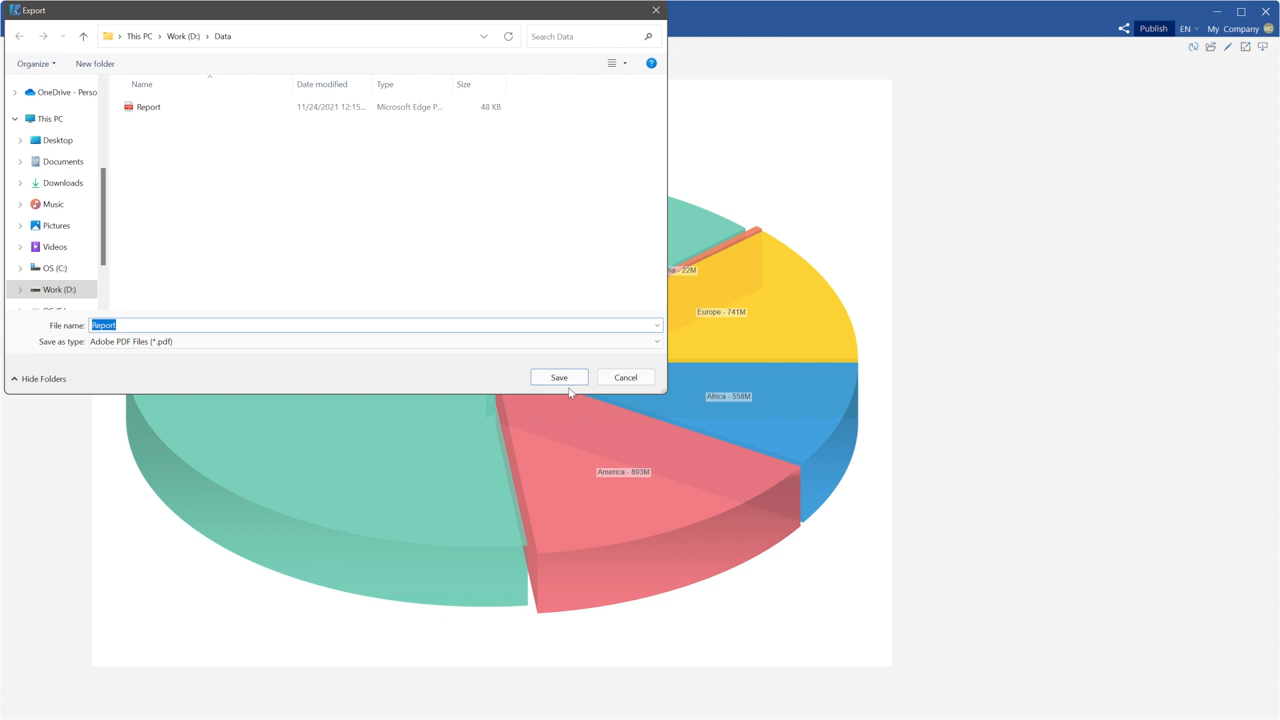 Export
This PC › Work (D:) › Data
Search Data
Organize
New folder
Name
Date modified
Type
Size
Report
11/24/2021 12:15...
Microsoft Edge P...
48 KB
OneDrive - Perso
This PC
Desktop
Documents
Downloads
Music
Pictures
Videos
OS (C:)
Work (D:)
File name: Report
Save as type: Adobe PDF Files (*.pdf)
Hide Folders
Save
Cancel
Publish
EN
My Company
- 22M
Europe - 741M
Africa - 558M
America - 893M